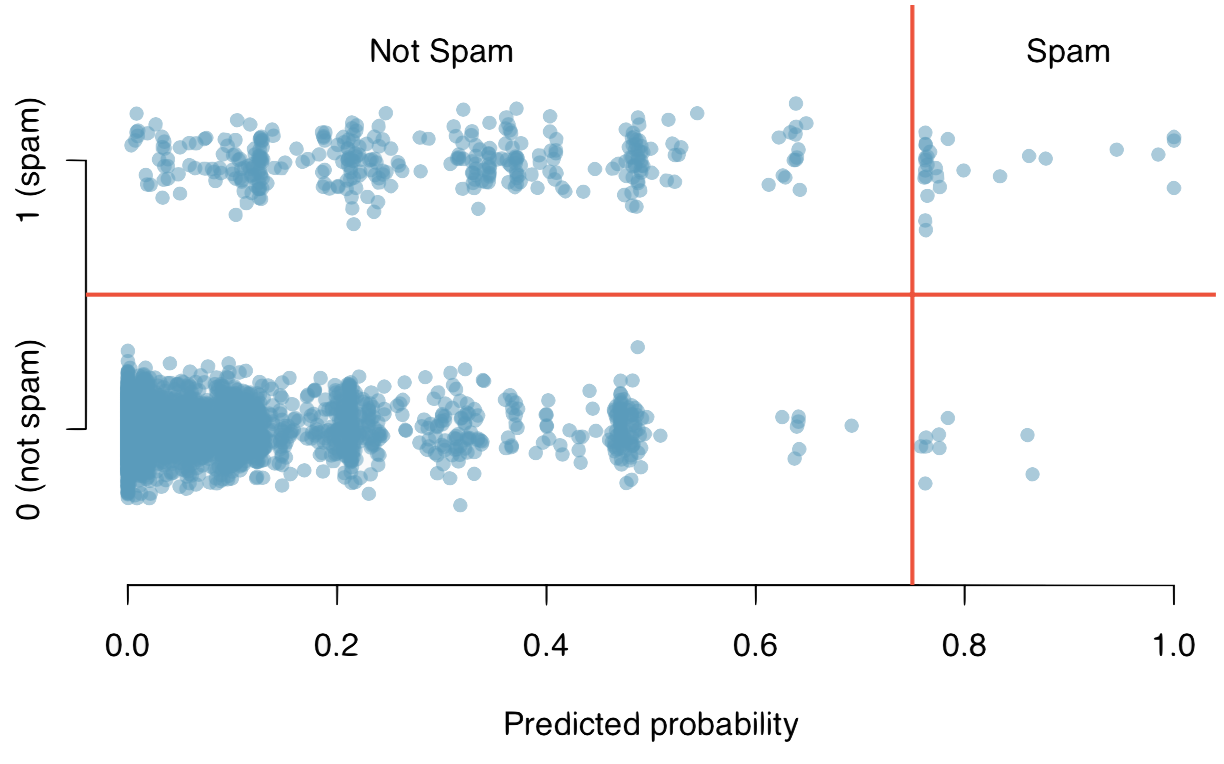 Not Spam
Spam
1 (spam)
0 (not spam)
0.0
0.2
0.4
0.6
0.8
1.0
Predicted probability